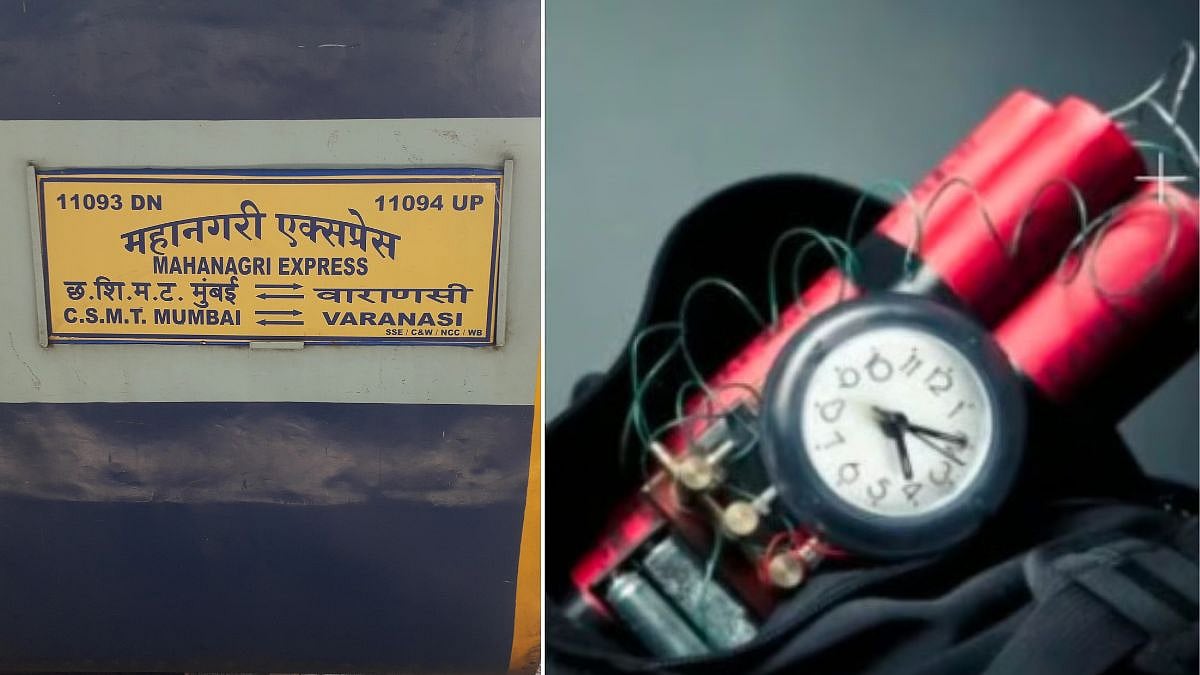 11093 DN 11094 UP
महानगरी एक्सप्रेस
MAHANAGRI EXPRESS
छ.शि.म.ट. मुंबई वाराणसी
C.S.M.T. MUMBAI VARANASI
SSE / C&W / NCC / WB